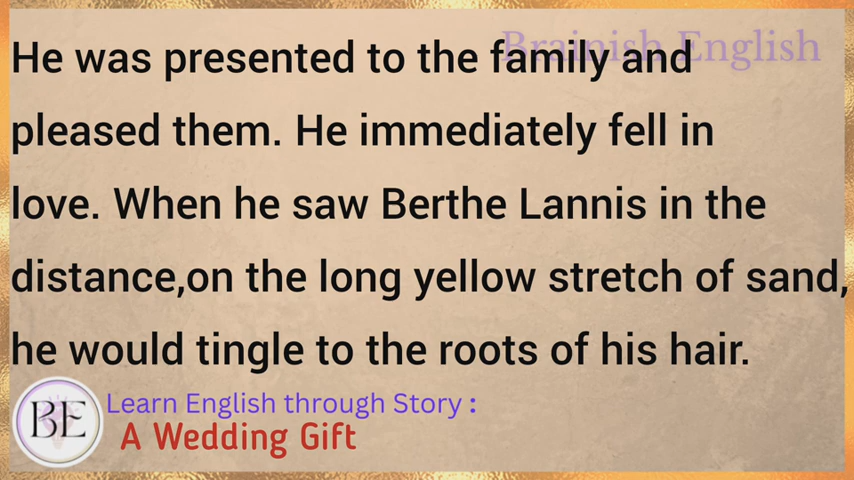 Brainish English
He was presented to the family and
pleased them. He immediately fell in
love. When he saw Berthe Lannis in the
distance,on the long yellow stretch of sand,
he would tingle to the roots of his hair.
BE
Learn English through Story :
A Wedding Gift